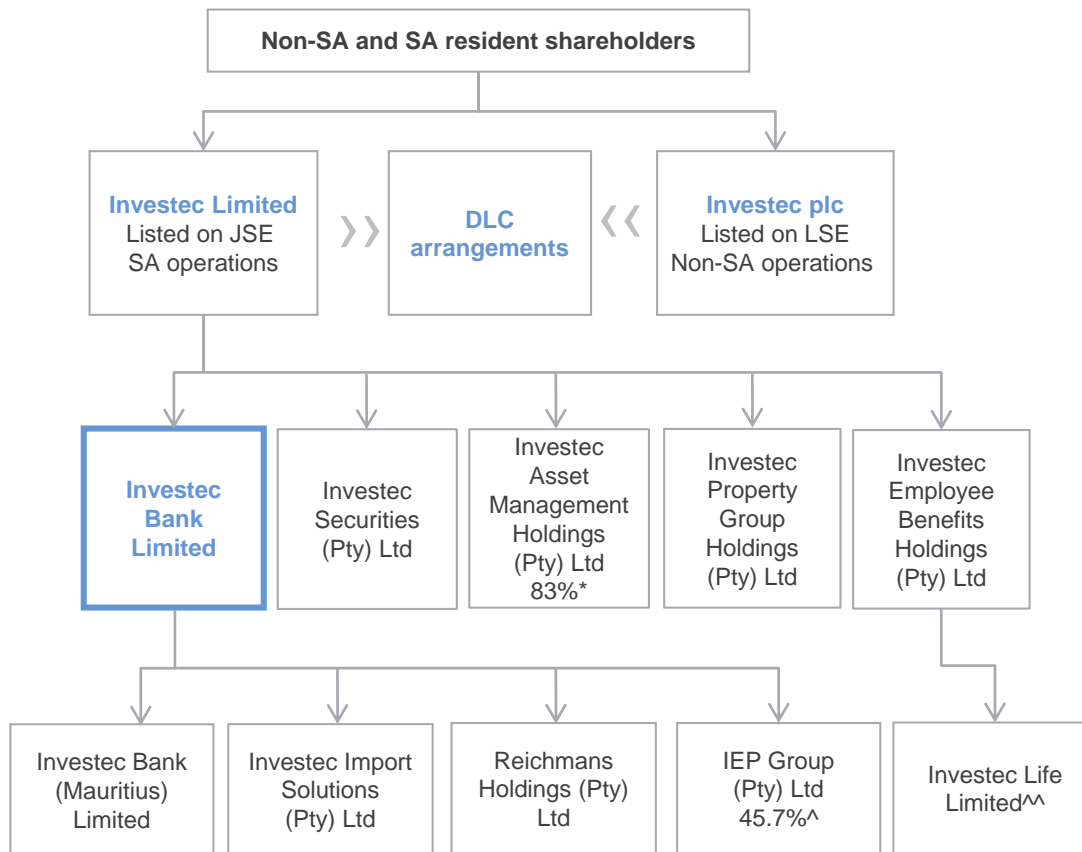 Non-SA and SA resident shareholders
Investec Limited
Listed on JSE
SA operations
DLC
arrangements
Investec plc
Listed on LSE
Non-SA operations
Investec
Bank
Limited
Investec
Securities
(Pty) Ltd
Investec
Asset
Management
Holdings
(Pty) Ltd
83%*
Investec
Property
Group
Holdings
(Pty) Ltd
Investec
Employee
Benefits
Holdings
(Pty) Ltd
Investec Bank
(Mauritius)
Limited
Investec Import
Solutions
(Pty) Ltd
Reichmans
Holdings (Pty)
Ltd
IEP Group
(Pty) Ltd
45.7%^
Investec Life
Limited^^